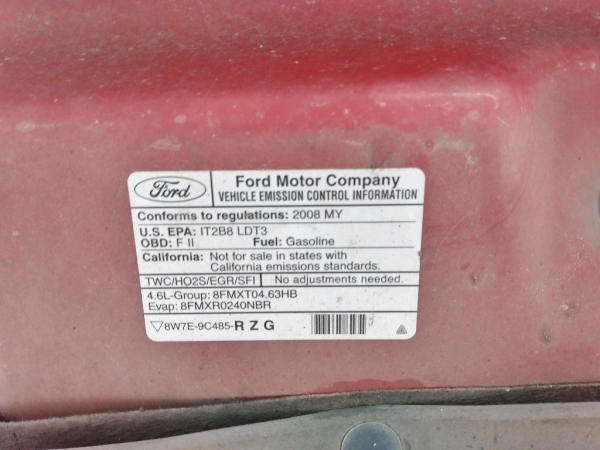 Ford
Ford Motor Company
VEHICLE EMISSION CONTROL INFORMATION
Conforms to regulations: 2008 MY
U.S. EPA: IT2B8 LDT3
OBD: F II Fuel: Gasoline
California: Not for sale in states with
California emissions standards.
TWC/HO2S/EGR/SFI No adjustments needed.
4.6L-Group: 8FMXT04.63HB
Evap: 8FMXR0240NBR
8W7E-9C485-R Z G